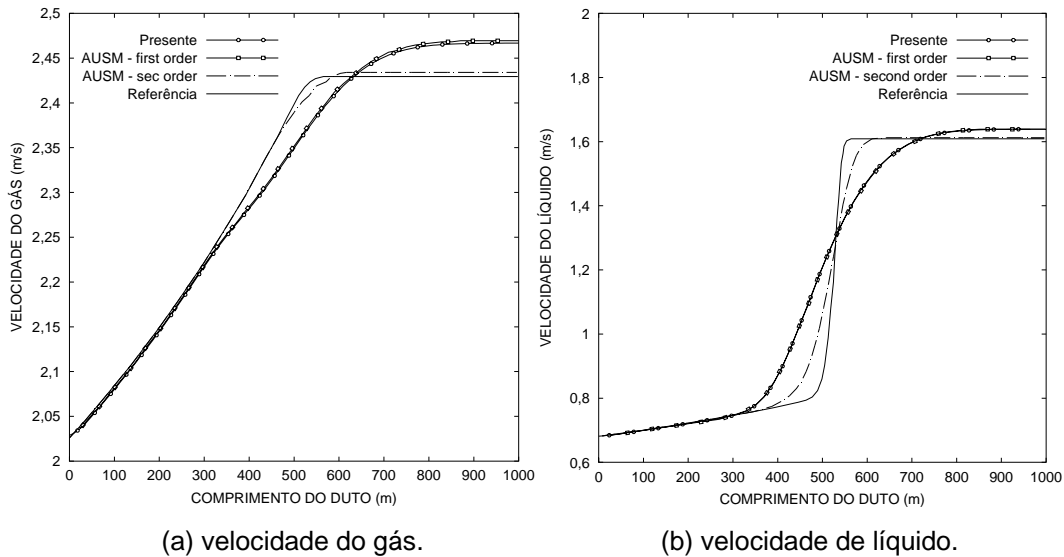 2,5
2,45
2,4
2,35
2,3
2,25
2,2
2,15
2,1
2,05
2
VELOCIDADE DO GÁS (m/s)
Presente
AUSM - first order
AUSM - sec order
Referência
0 100 200 300 400 500 600 700 800 900 1000
COMPRIMENTO DO DUTO (m)
(a) velocidade do gás.
2
1,8
1,6
1,4
1,2
1
0,8
0,6
VELOCIDADE DO LÍQUIDO (m/s)
Presente
AUSM - first order
AUSM - second order
Referência
0 100 200 300 400 500 600 700 800 900 1000
COMPRIMENTO DO DUTO (m)
(b) velocidade de líquido.